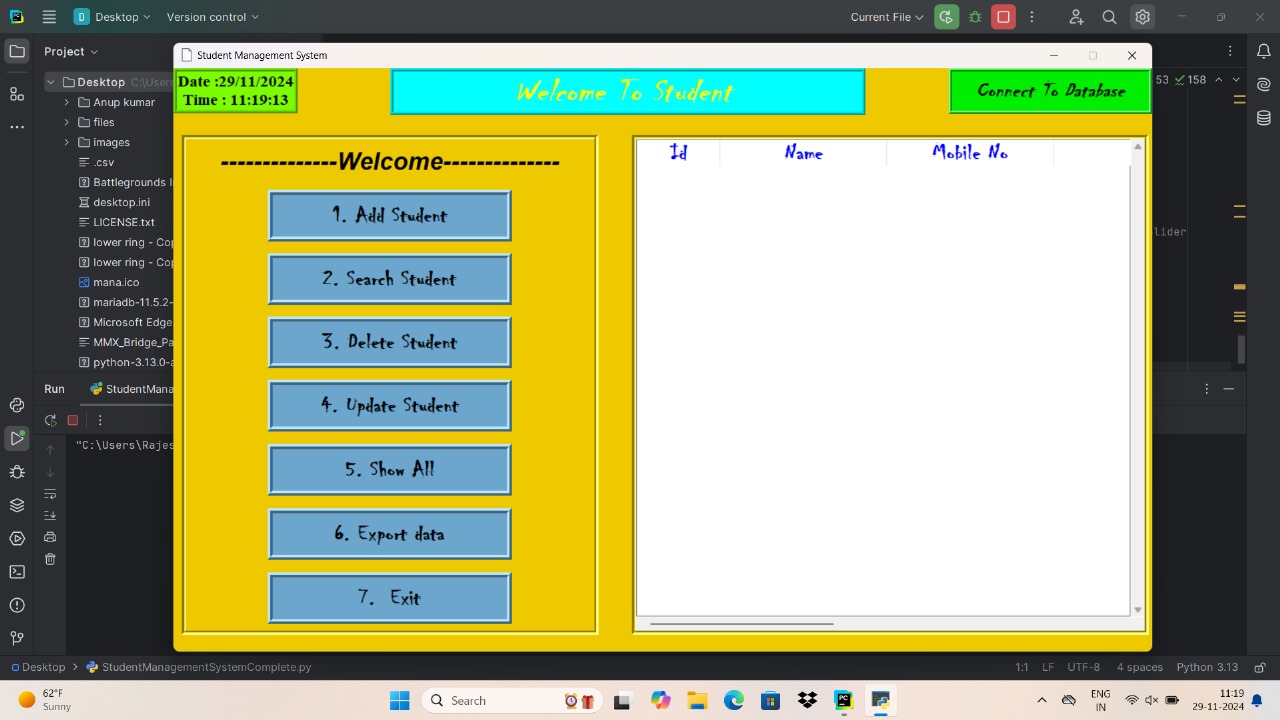 Desktop
Version control
Current File
Student Management System
Project
Desktop C:\Users
Anup kumar
files
images
.csv
Battlegrounds I
desktop.ini
LICENSE.txt
lower ring - Cop
lower ring - Cop
mana.ico
mariadb-11.5.2-
Microsoft Edge
MMX_Bridge_Pa
python-3.13.0-a
Date :29/11/2024
Time : 11:19:13
Welcome To Student
Connect To Database
53 158
lider
--------------Welcome--------------
1. Add Student
2. Search Student
3. Delete Student
4. Update Student
5. Show All
6. Export data
7. Exit
Id Name Mobile No
Run StudentMana
"C:\Users\Rajes
Desktop > StudentManagementSystemComplete.py
1:1 LF UTF-8 4 spaces Python 3.13
62°F
Sunny
Search
ENG
IN
11:19
29-11-2024